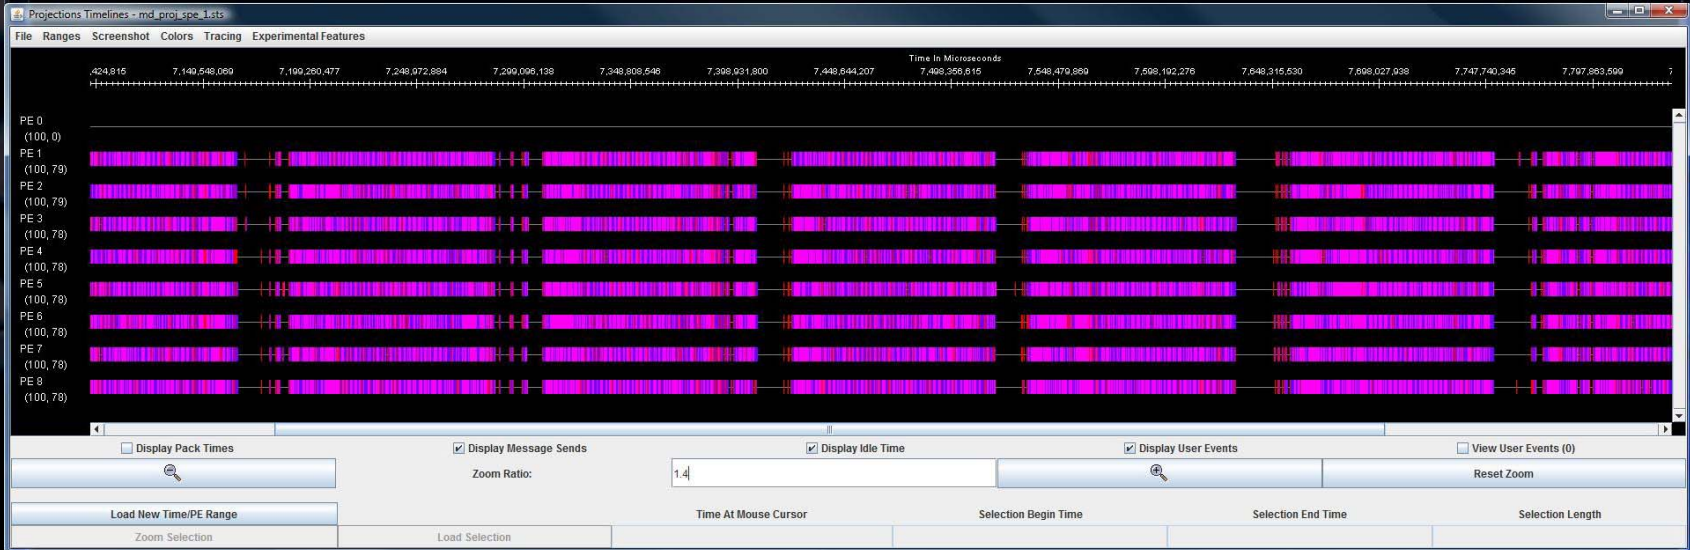 Projections Timelines - md_proj_spe_1.sts
File Ranges Screenshot Colors Tracing Experimental Features
Time In Microseconds
,424,815 7,149,548,069 7,199,260,477 7,248,972,884 7,299,096,138 7,348,808,546 7,398,931,800 7,448,644,207 7,498,356,615 7,548,479,869 7,598,192,276 7,648,315,530 7,698,027,938 7,747,740,345 7,797,863,599 7
PE 0
(100, 0)
PE 1
(100, 79)
PE 2
(100, 79)
PE 3
(100, 78)
PE 4
(100, 78)
PE 5
(100, 78)
PE 6
(100, 78)
PE 7
(100, 78)
PE 8
(100, 78)
Display Pack Times Display Message Sends Display Idle Time Display User Events View User Events (0)
Zoom Ratio: 1.4 Reset Zoom
Load New Time/PE Range Time At Mouse Cursor Selection Begin Time Selection End Time Selection Length
Zoom Selection Load Selection